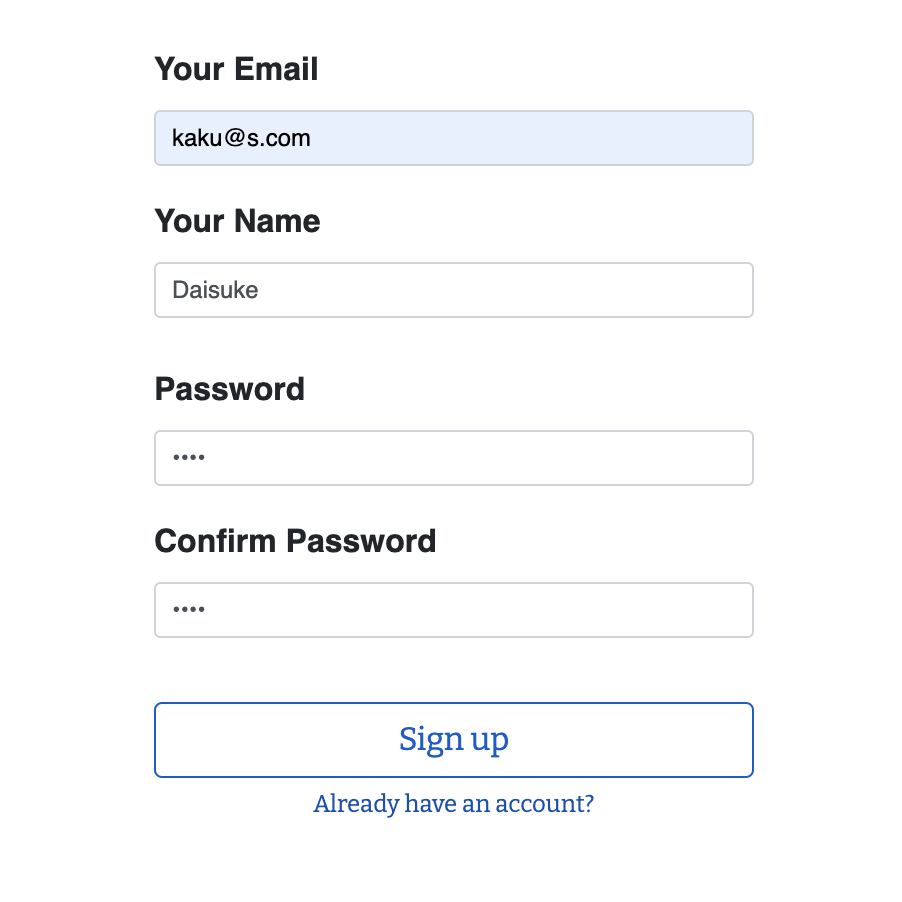 Your Email
kaku@s.com
Your Name
Daisuke
Password
••••
Confirm Password
••••
Sign up
Already have an account?